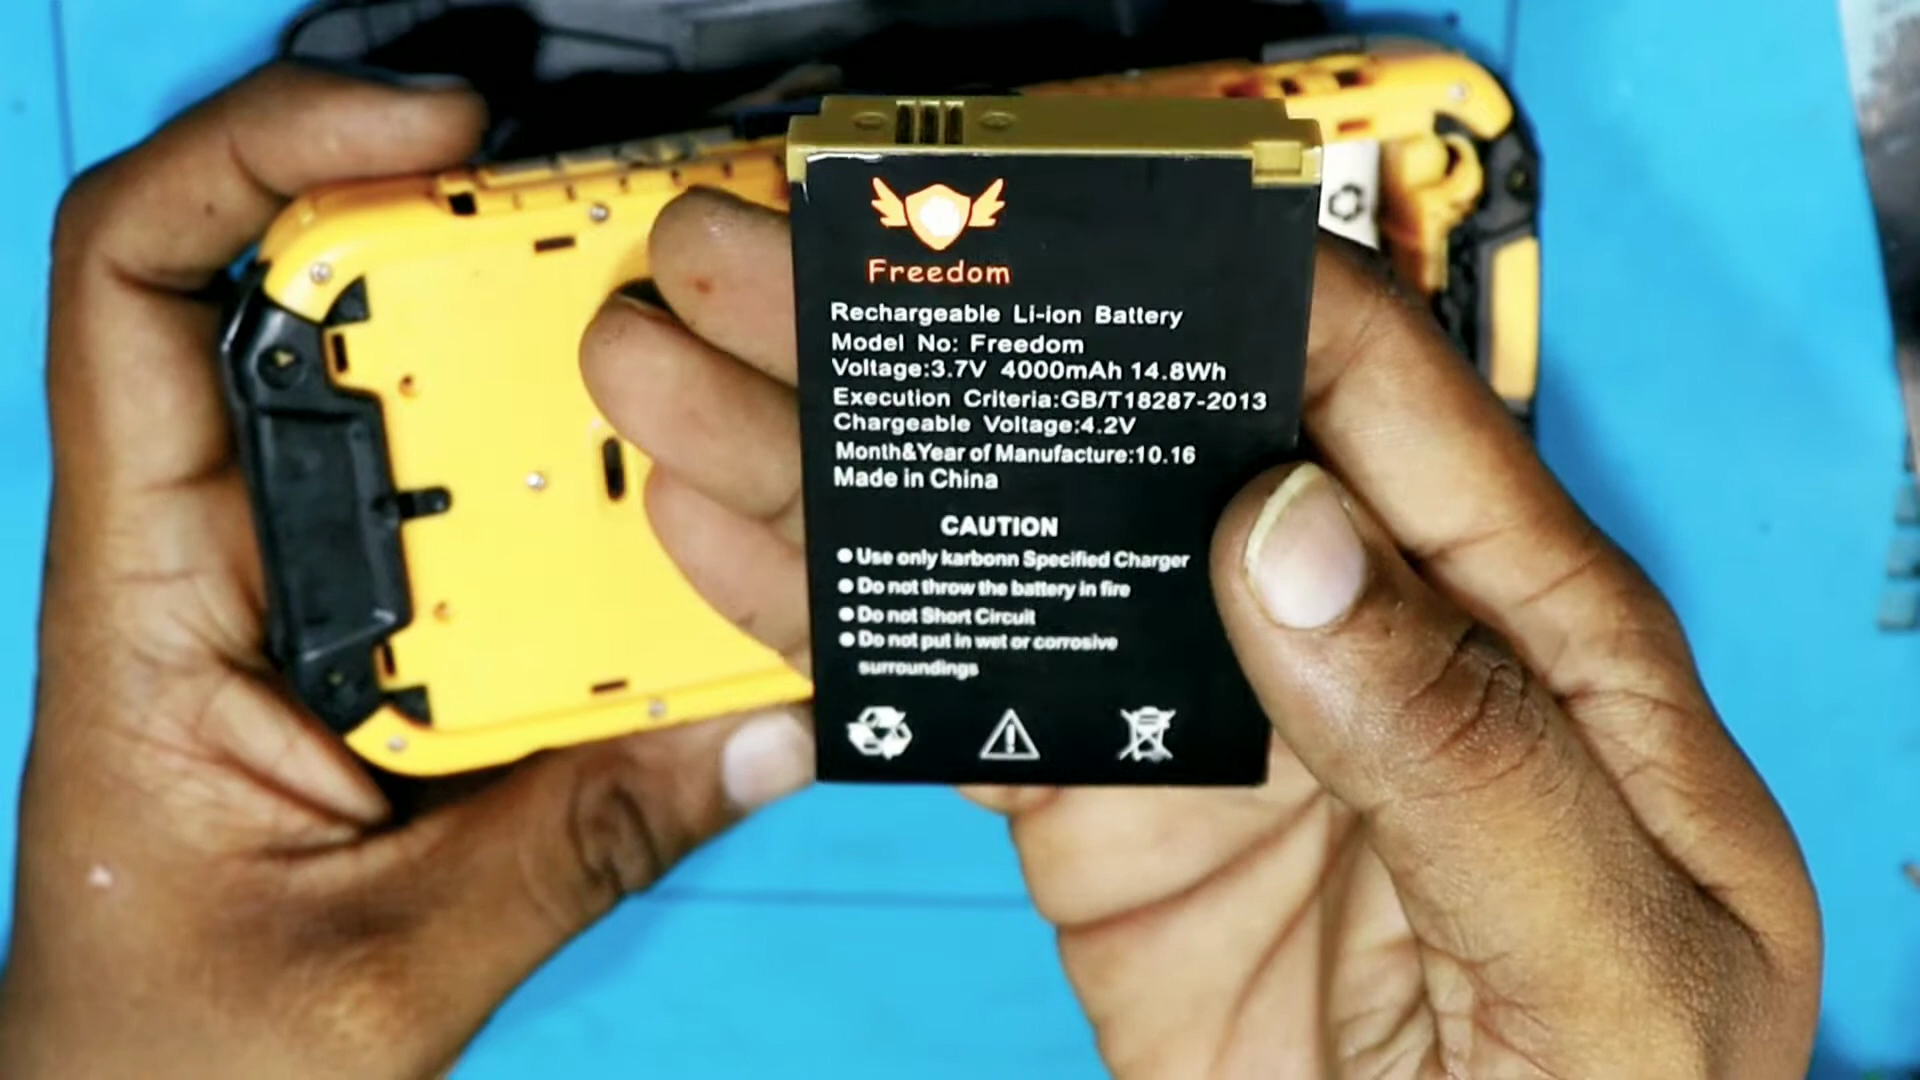 Freedom
Rechargeable Li-ion Battery
Model No: Freedom
Voltage:3.7V 4000mAh 14.8Wh
Execution Criteria:GB/T18287-2013
Chargeable Voltage:4.2V
Month&Year of Manufacture:10.16
Made in China
CAUTION
● Use only karbonn Specified Charger
● Do not throw the battery in fire
● Do not Short Circuit
● Do not put in wet or corrosive
surroundings